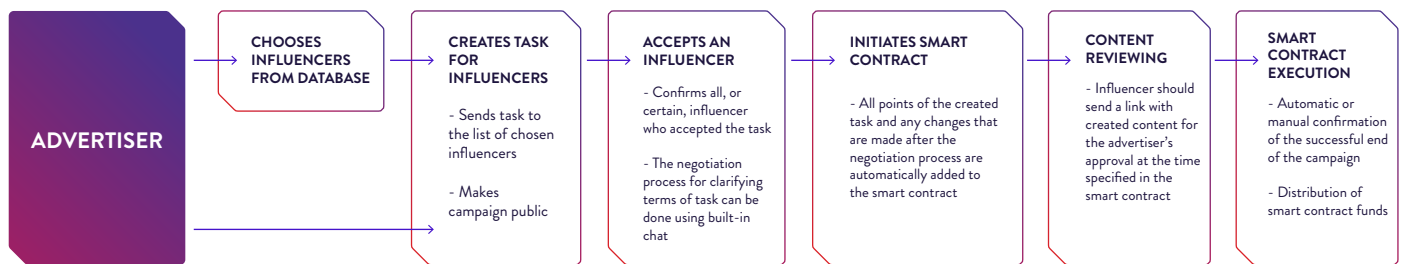 ADVERTISER
CHOOSES
INFLUENCERS
FROM DATABASE
CREATES TASK
FOR
INFLUENCERS
- Sends task to
the list of chosen
influencers
- Makes
campaign public
ACCEPTS AN
INFLUENCER
- Confirms all, or
certain, influencer
who accepted the task
- The negotiation
process for clarifying
terms of task can be
done using built-in
chat
INITIATES SMART
CONTRACT
- All points of the created
task and any changes that
are made after the
negotiation process are
automatically added to
the smart contract
CONTENT
REVIEWING
- Influencer should
send a link with
created content for
the advertiser's
approval at the time
specified in the
smart contract
SMART
CONTRACT
EXECUTION
- Automatic or
manual confirmation
of the successful end
of the campaign
- Distribution of
smart contract funds